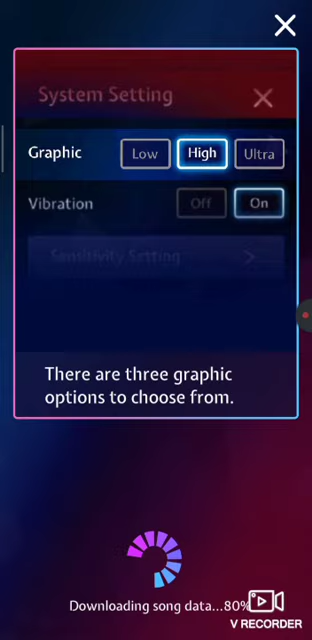 System Setting
Graphic Low High Ultra
Vibration Off On
Sensitivity Setting
There are three graphic
options to choose from.
Downloading song data...80%
V RECORDER